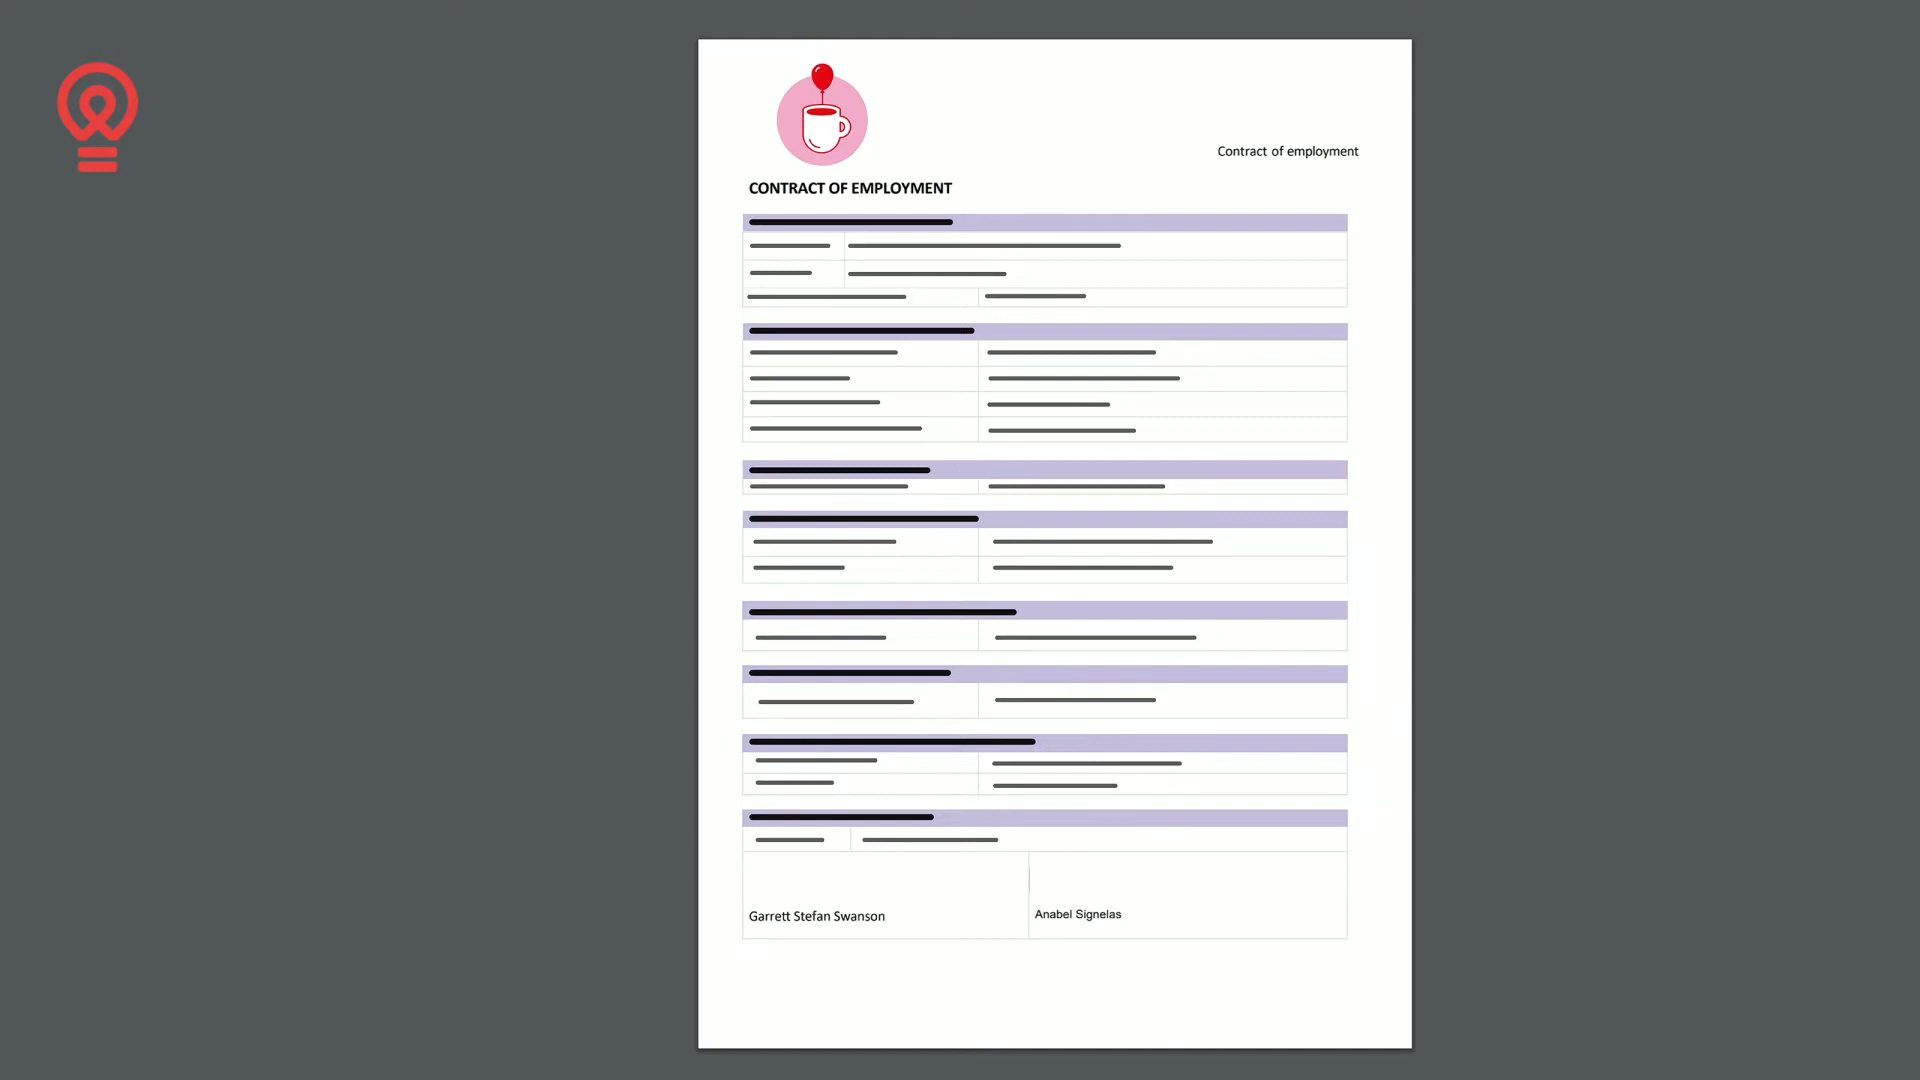 Contract of employment
CONTRACT OF EMPLOYMENT
Garrett Stefan Swanson
Anabel Signelas